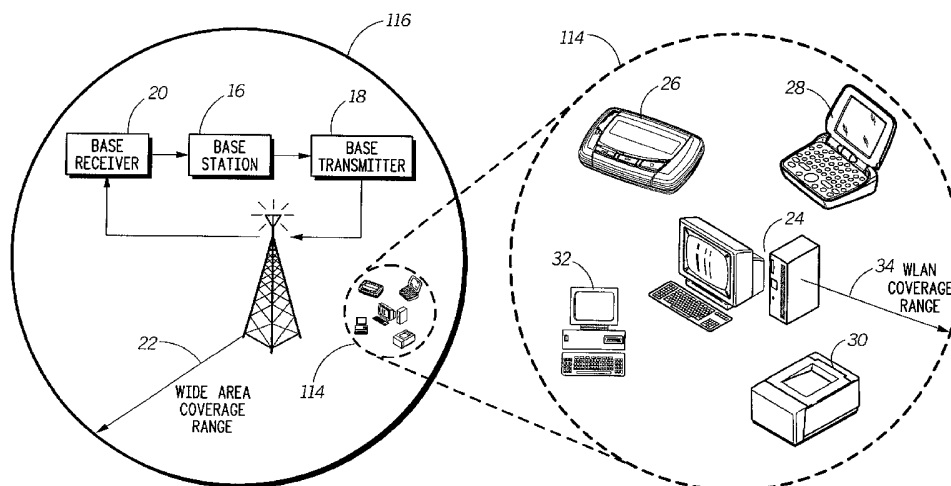 116
20
16
18
BASE
RECEIVER
BASE
STATION
BASE
TRANSMITTER
22
WIDE AREA
COVERAGE
RANGE
114
114
26
28
24
32
34
WLAN
COVERAGE
RANGE
30